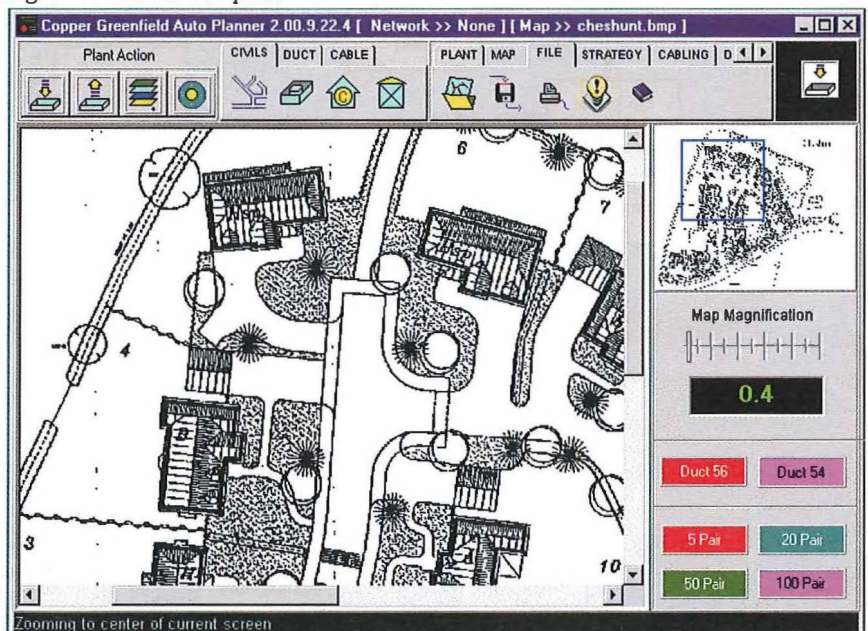 Copper Greenfield Auto Planner 2.00.9.22.4 [ Network >> None ] [ Map >> cheshunt.bmp ]
Plant Action
CIVILS DUCT CABLE
PLANT MAP FILE STRATEGY CABLING D
C
6
7
4
3
10
Map Magnification
0.4
Duct 56 Duct 54
5 Pair 20 Pair
50 Pair 100 Pair
Zooming to center of current screen